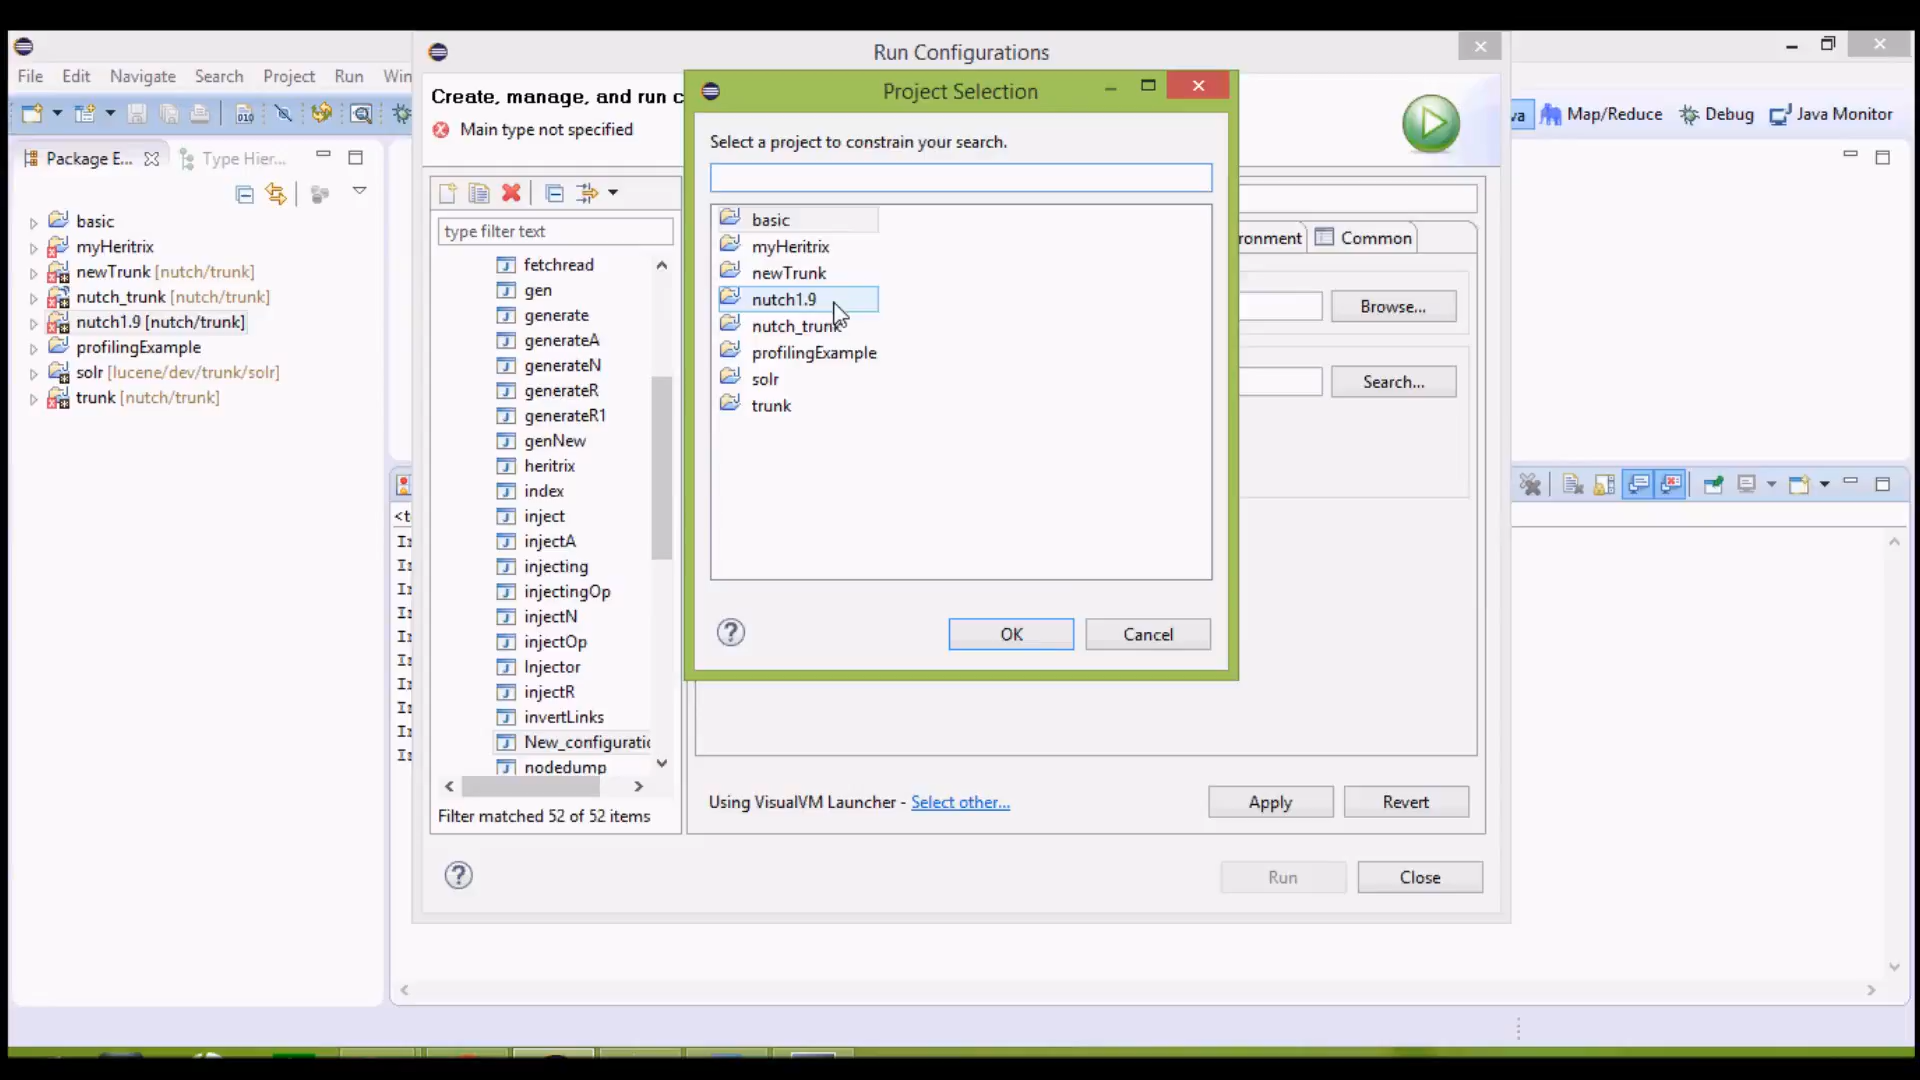 Run Configurations
File Edit Navigate Search Project Run Win
Create, manage, and run c
Main type not specified
Project Selection
Map/Reduce Debug Java Monitor
va
Package E... Type Hier...
basic
myHeritrix
newTrunk [nutch/trunk]
nutch_trunk [nutch/trunk]
nutch1.9 [nutch/trunk]
profilingExample
solr [lucene/dev/trunk/solr]
trunk [nutch/trunk]
type filter text
fetchread
gen
generate
generateA
generateN
generateR
generateR1
genNew
heritrix
index
inject
injectA
injecting
injectingOp
injectN
injectOp
Injector
injectR
invertLinks
New_configuratio
nodedump
Filter matched 52 of 52 items
Select a project to constrain your search.
basic
myHeritrix
newTrunk
nutch1.9
nutch_trunk
profilingExample
solr
trunk
OK Cancel
ronment Common
Browse...
Search...
Using VisualVM Launcher - Select other...
Apply Revert
Run Close